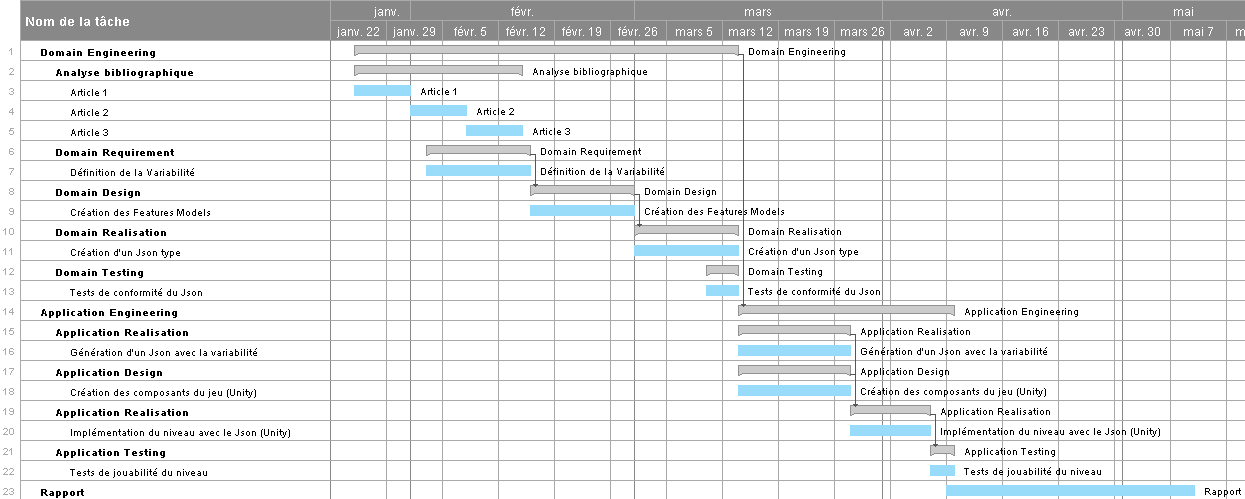 Nom de la tâche
janv. févr. mars avr. mai
janv. 22 janv. 29 févr. 5 févr. 12 févr. 19 févr. 26 mars 5 mars 12 mars 19 mars 26 avr. 2 avr. 9 avr. 16 avr. 23 avr. 30 mai 7 m
1 Domain Engineering Domain Engineering
2 Analyse bibliographique Analyse bibliographique
3 Article 1 Article 1
4 Article 2 Article 2
5 Article 3 Article 3
6 Domain Requirement Domain Requirement
7 Définition de la Variabilité Définition de la Variabilité
8 Domain Design Domain Design
9 Création des Features Models Création des Features Models
10 Domain Realisation Domain Realisation
11 Création d'un Json type Création d'un Json type
12 Domain Testing Domain Testing
13 Tests de conformité du Json Tests de conformité du Json
14 Application Engineering Application Engineering
15 Application Realisation Application Realisation
16 Génération d'un Json avec la variabilité Génération d'un Json avec la variabilité
17 Application Design Application Design
18 Création des composants du jeu (Unity) Création des composants du jeu (Unity)
19 Application Realisation Application Realisation
20 Implémentation du niveau avec le Json (Unity) Implémentation du niveau avec le Json (Unity)
21 Application Testing Application Testing
22 Tests de jouabilité du niveau Tests de jouabilité du niveau
23 Rapport Rapport